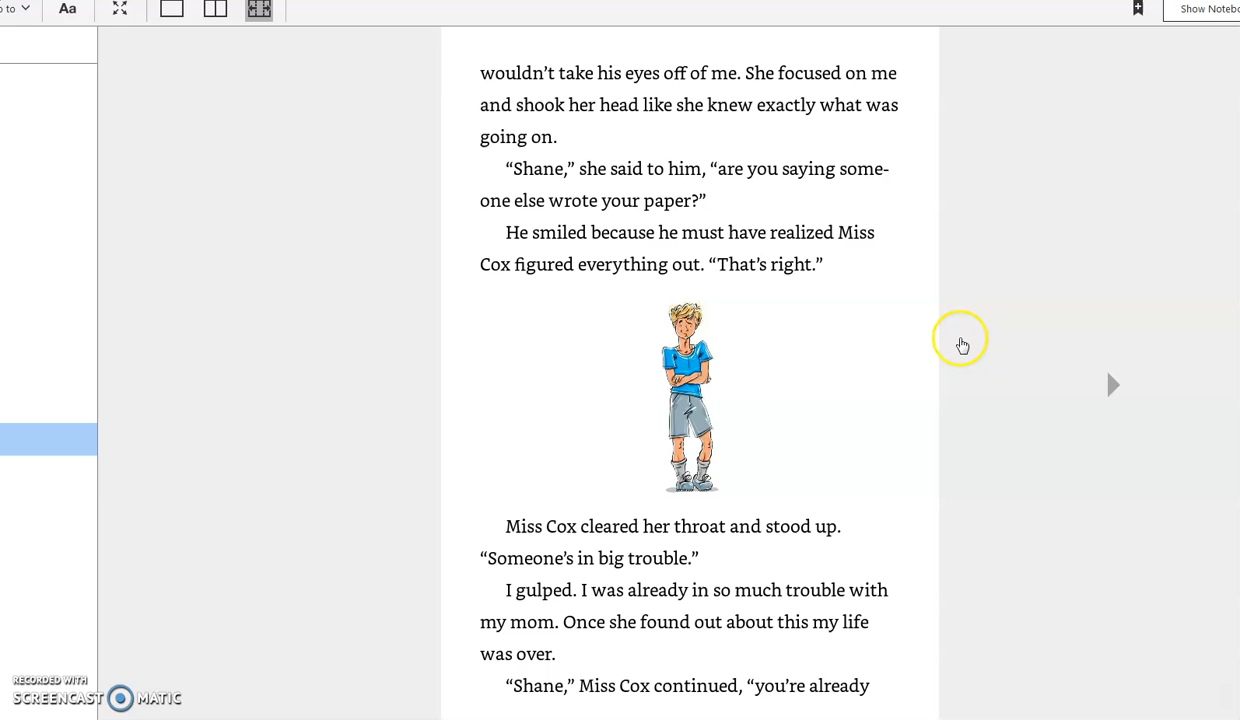 o to
Aa
Show Notebo
wouldn’t take his eyes off of me. She focused on me
and shook her head like she knew exactly what was
going on.
“Shane,” she said to him, “are you saying some-
one else wrote your paper?”
He smiled because he must have realized Miss
Cox figured everything out. “That’s right.”
Miss Cox cleared her throat and stood up.
“Someone’s in big trouble.”
I gulped. I was already in so much trouble with
my mom. Once she found out about this my life
was over.
“Shane,” Miss Cox continued, “you’re already
RECORDED WITH
SCREENCAST MATIC